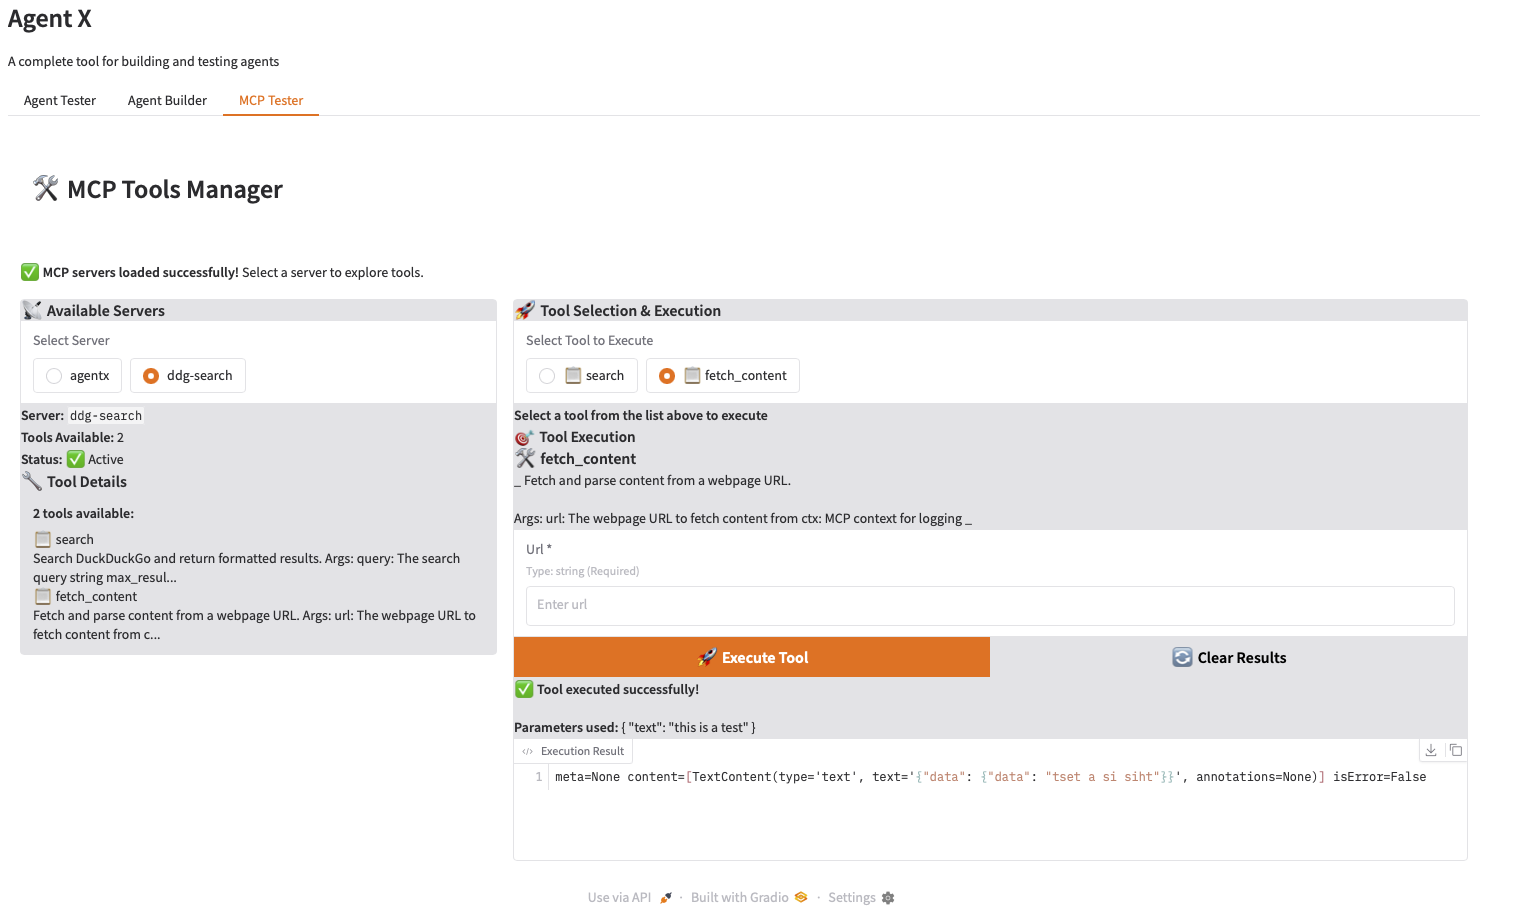 Agent X
A complete tool for building and testing agents
Agent Tester Agent Builder MCP Tester
🛠️ MCP Tools Manager
✅ MCP servers loaded successfully! Select a server to explore tools.
📡 Available Servers
Select Server
agentx ddg-search
Server: ddg-search
Tools Available: 2
Status: ✅ Active
🔧 Tool Details
2 tools available:
📋 search
Search DuckDuckGo and return formatted results. Args: query: The search
query string max_resul...
📋 fetch_content
Fetch and parse content from a webpage URL. Args: url: The webpage URL to
fetch content from c...
🚀 Tool Selection & Execution
Select Tool to Execute
📋 search 📋 fetch_content
Select a tool from the list above to execute
🎯 Tool Execution
🛠️ fetch_content
_ Fetch and parse content from a webpage URL.
Args: url: The webpage URL to fetch content from ctx: MCP context for logging _
Url *
Type: string (Required)
Enter url
🚀 Execute Tool 🔄 Clear Results
✅ Tool executed successfully!
Parameters used: { "text": "this is a test" }
</> Execution Result
1 meta=None content=[TextContent(type='text', text='{"data": {"data": "tset a si siht"}}', annotations=None)] isError=False
Use via API 🚀 · Built with Gradio · Settings ⚙️